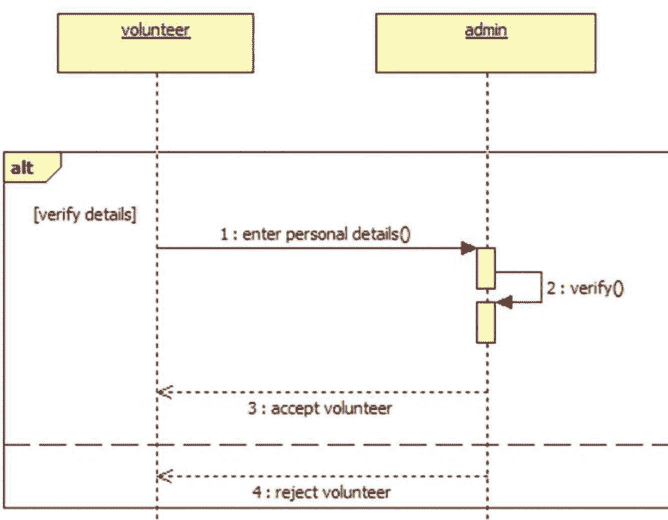 volunteer
admin
alt
[verify details]
1 : enter personal details()
2 : verify()
3 : accept volunteer
4 : reject volunteer